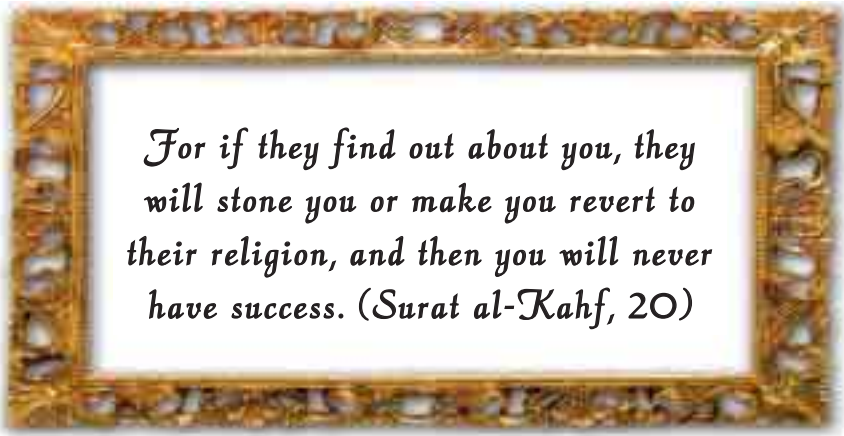 For if they find out about you, they
will stone you or make you revert to
their religion, and then you will never
have success. (Surat al-Kahf, 20)